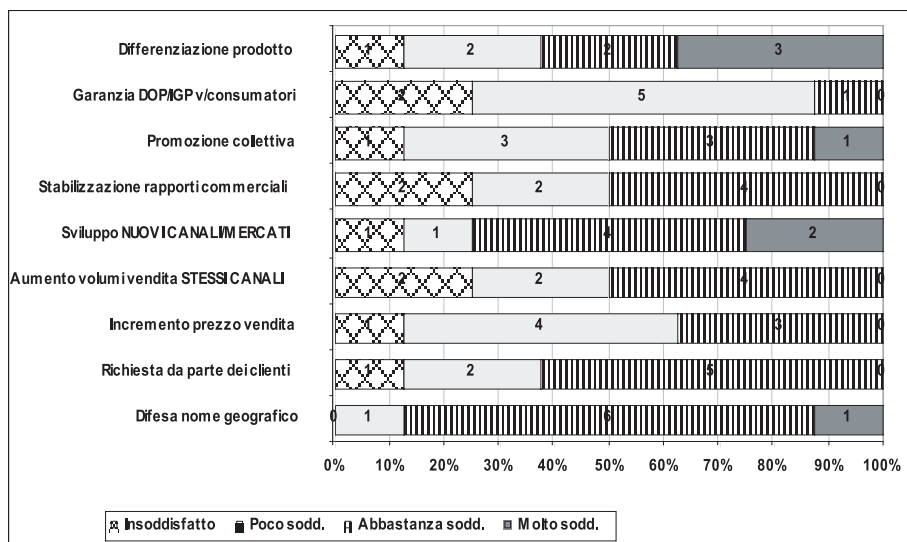 Differenziazione prodotto 1 2 2 3
Garanzia DOP/IGP v/consumatori 2 5 1 0
Promozione collettiva 1 3 3 1
Stabilizzazione rapporti commerciali 2 2 4 0
Sviluppo NUOVI CANALI/MERCATI 1 1 4 2
Aumento volumi vendita STESSI CANALI 2 2 4 0
Incremento prezzo vendita 1 4 3 0
Richiesta da parte dei clienti 1 2 5 0
Difesa nome geografico 0 1 6 1
0% 10% 20% 30% 40% 50% 60% 70% 80% 90% 100%
Insoddisfatto Poco sodd. Abbastanza sodd. Molto sodd.